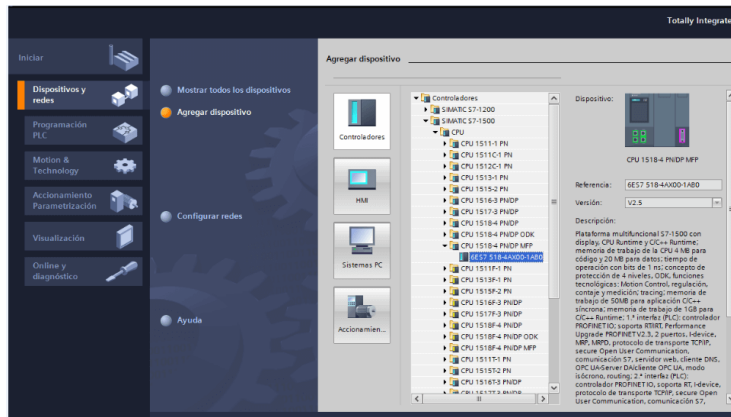 Totally Integrate
Iniciar
Dispositivos y
redes
Programación
PLC
Motion &
Technology
Accionamiento
Parametrización
Visualización
Online y
diagnóstico
Mostrar todos los dispositivos
Agregar dispositivo
Configurar redes
Ayuda
Agregar dispositivo
Controladores
HMI
Sistemas PC
Accionamien...
Controladores
SIMATIC S7-1200
SIMATIC S7-1500
CPU
CPU 1511-1 PN
CPU 1511C-1 PN
CPU 1512C-1 PN
CPU 1513-1 PN
CPU 1515-2 PN
CPU 1516-3 PN/DP
CPU 1517-3 PN/DP
CPU 1518-4 PN/DP
CPU 1518-4 PN/DP ODK
CPU 1518-4 PN/DP MFP
6ES7 518-4AX00-1AB0
CPU 1511F-1 PN
CPU 1513F-1 PN
CPU 1515F-2 PN
CPU 1516F-3 PN/DP
CPU 1517F-3 PN/DP
CPU 1518F-4 PN/DP
CPU 1518F-4 PN/DP ODK
CPU 1518F-4 PN/DP MFP
CPU 1511T-1 PN
CPU 1515T-2 PN
CPU 1516T-3 PN/DP
CPU 1517T-3 PN/DP
Dispositivo:
CPU 1518-4 PN/DP MFP
Referencia: 6ES7 518-4AX00-1AB0
Versión: V2.5
Descripción:
Plataforma multifuncional S7-1500 con
display, CPU Runtime y C/C++ Runtime;
memoria de trabajo de la CPU 4 MB para
código y 20 MB para datos; tiempo de
operación con bits de 1 ns; concepto de
protección de 4 niveles, ODK, funciones
tecnológicas: Motion Control, regulación,
contaje y medición; tracing; memoria de
trabajo de 50MB para aplicación C/C++
síncrona; memoria de trabajo de 1GB para
C/C++ Runtime; 1.ª interfaz (PLC): controlador
PROFINET IO; soporta RT/IRT, Performance
Upgrade PROFINET V2.3, 2 puertos, I-device,
MRP, MRPD, protocolo de transporte TCP/IP,
secure Open User Communication,
comunicación S7, servidor web, cliente DNS,
OPC UA-Server DA/cliente OPC UA, modo
isócrono, routing; 2.ª interfaz (PLC):
controlador PROFINET IO, soporta RT, I-device,
protocolo de transporte TCP/IP, secure Open
User Communication, comunicación S7,